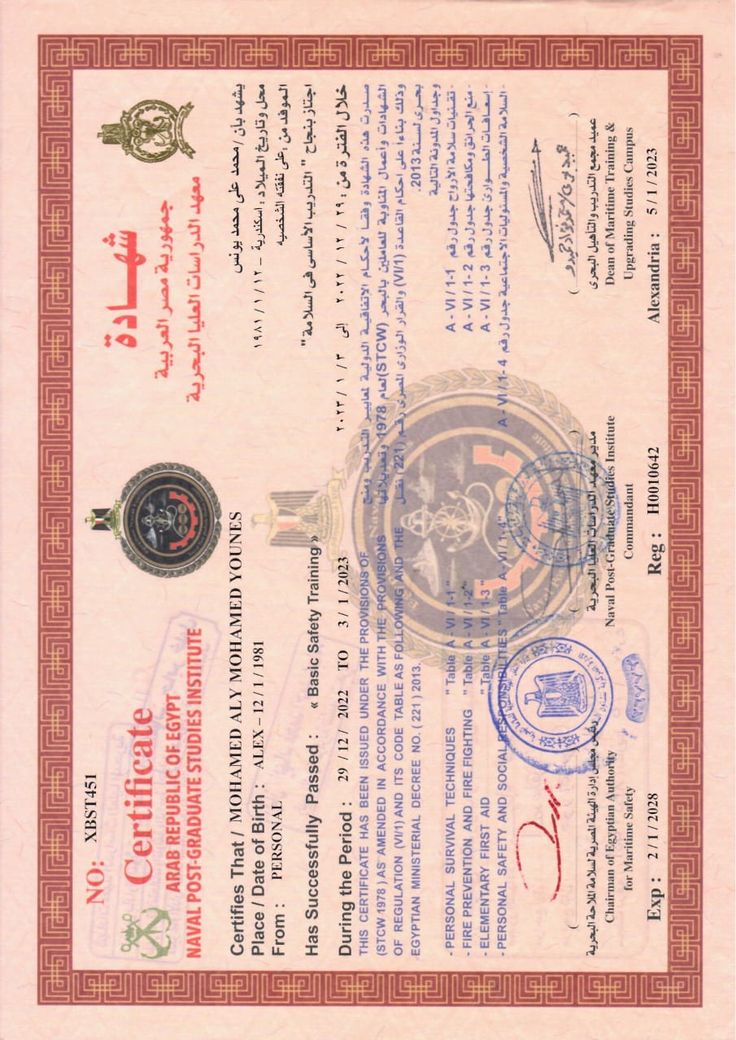 NO: XBST451
Certificate
ARAB REPUBLIC OF EGYPT
NAVAL POST-GRADUATE STUDIES INSTITUTE
شهادة
جمهورية مصر العربية
معهد الدراسات العليا البحرية
Certifies That / MOHAMED ALY MOHAMED YOUNES
Place / Date of Birth : ALEX – 12 / 1 / 1981
From : PERSONAL
Has Successfully Passed : « Basic Safety Training »
During the Period : 29 / 12 / 2022 TO 3 / 1 / 2023
يشهد بأن / محمد على محمد يونس
محل وتاريخ الميلاد : اسكندرية – ١٢ / ١ / ١٩٨١
الموفد من : على نفقته الشخصيه
اجتاز بنجاح " التدريب الأساسى فى السلامة "
خلال الفترة من : ٢٩ / ١٢ / ٢٠٢٢ إلى ٣ / ١ / ٢٠٢٣
THIS CERTIFICATE HAS BEEN ISSUED UNDER THE PROVISIONS OF
(STCW 1978 ) AS AMENDED IN ACCORDANCE WITH THE PROVISIONS
OF REGULATION (VI/1) AND ITS CODE TABLE AS FOLLOWING AND THE
EGYPTIAN MINISTERIAL DECREE NO. ( 221 ) 2013.
صدرت هذه الشهادة وفقاً لأحكام الاتفاقية الدولية لمعايير التدريب ومنح
الشهادات وأعمال المناوبة للعاملين بالبحر (STCW) لعام 1978 وتعديلاتها
وذلك بناءا على احكام القاعدة (VI/1) والقرار الوزارى المصرى رقم (221) نقل
بحرى لسنة 2013.
وجداول المدونة التالية
- PERSONAL SURVIVAL TECHNIQUES " Table A - VI / 1-1 "
- FIRE PREVENTION AND FIRE FIGHTING " Table A - VI / 1-2"
- ELEMENTARY FIRST AID " Table A - VI / 1-3 "
- PERSONAL SAFETY AND SOCIAL RESPONSIBILITIES " Table A - VI / 1-4"
- تقنيات سلامة الارواح جدول رقم A - VI / 1-1
- منع الحرائق ومكافحتها جدول رقم A - VI / 1-2
- إسعافات الطوارئ جدول رقم A - VI / 1-3
- السلامة الشخصية والمسئوليات الاجتماعية جدول رقم A - VI / 1-4
رئيس مجلس إدارة الهيئة المصرية لسلامة الملاحة البحرية
Chairman of Egyptian Authority
for Maritime Safety
مدير معهد الدراسات العليا البحرية
Naval Post-Graduate Studies Institute
Commandant
عميد مجمع التدريب والتأهيل البحرى
Dean of Maritime Training &
Upgrading Studies Campus
Exp : 2 / 1 / 2028
Reg : H0010642
Alexandria : 5 / 1 / 2023